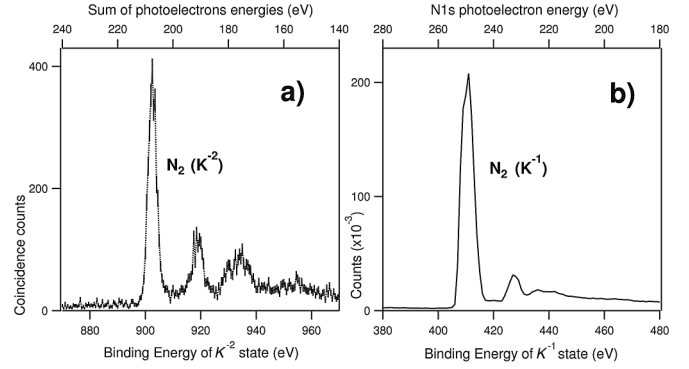 Sum of photoelectrons energies (eV)
240 220 200 180 160 140
400
200
0
Coincidence counts
a)
N2 (K-2)
880 900 920 940 960
Binding Energy of K-2 state (eV)
N1s photoelectron energy (eV)
280 260 240 220 200 180
200
100
0
Counts (x10-3)
b)
N2 (K-1)
380 400 420 440 460 480
Binding Energy of K-1 state (eV)